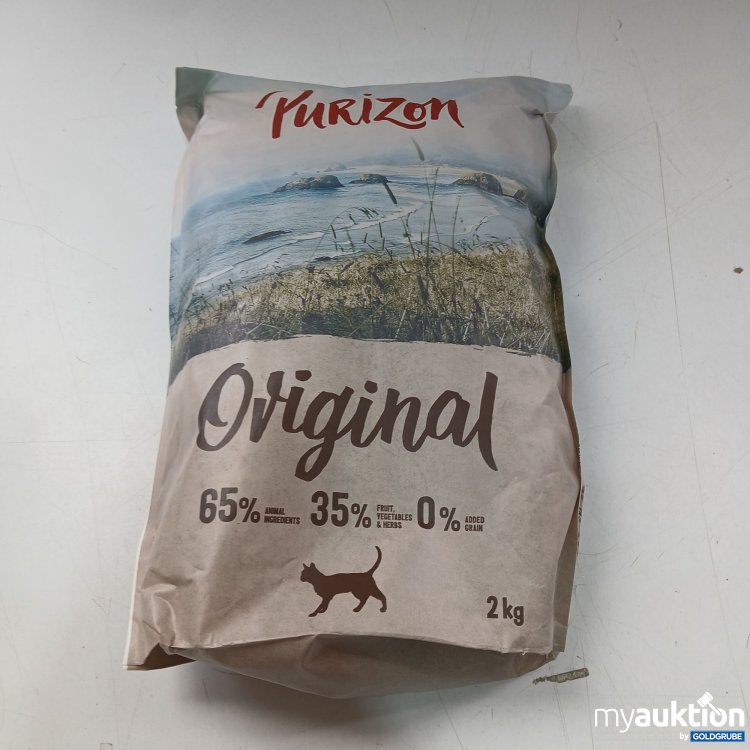 PURIZON
Original
65% ANIMAL INGREDIENTS 35% FRUIT, VEGETABLES & HERBS 0% ADDED GRAIN
2 kg
myauktion
by GOLDGRUBE